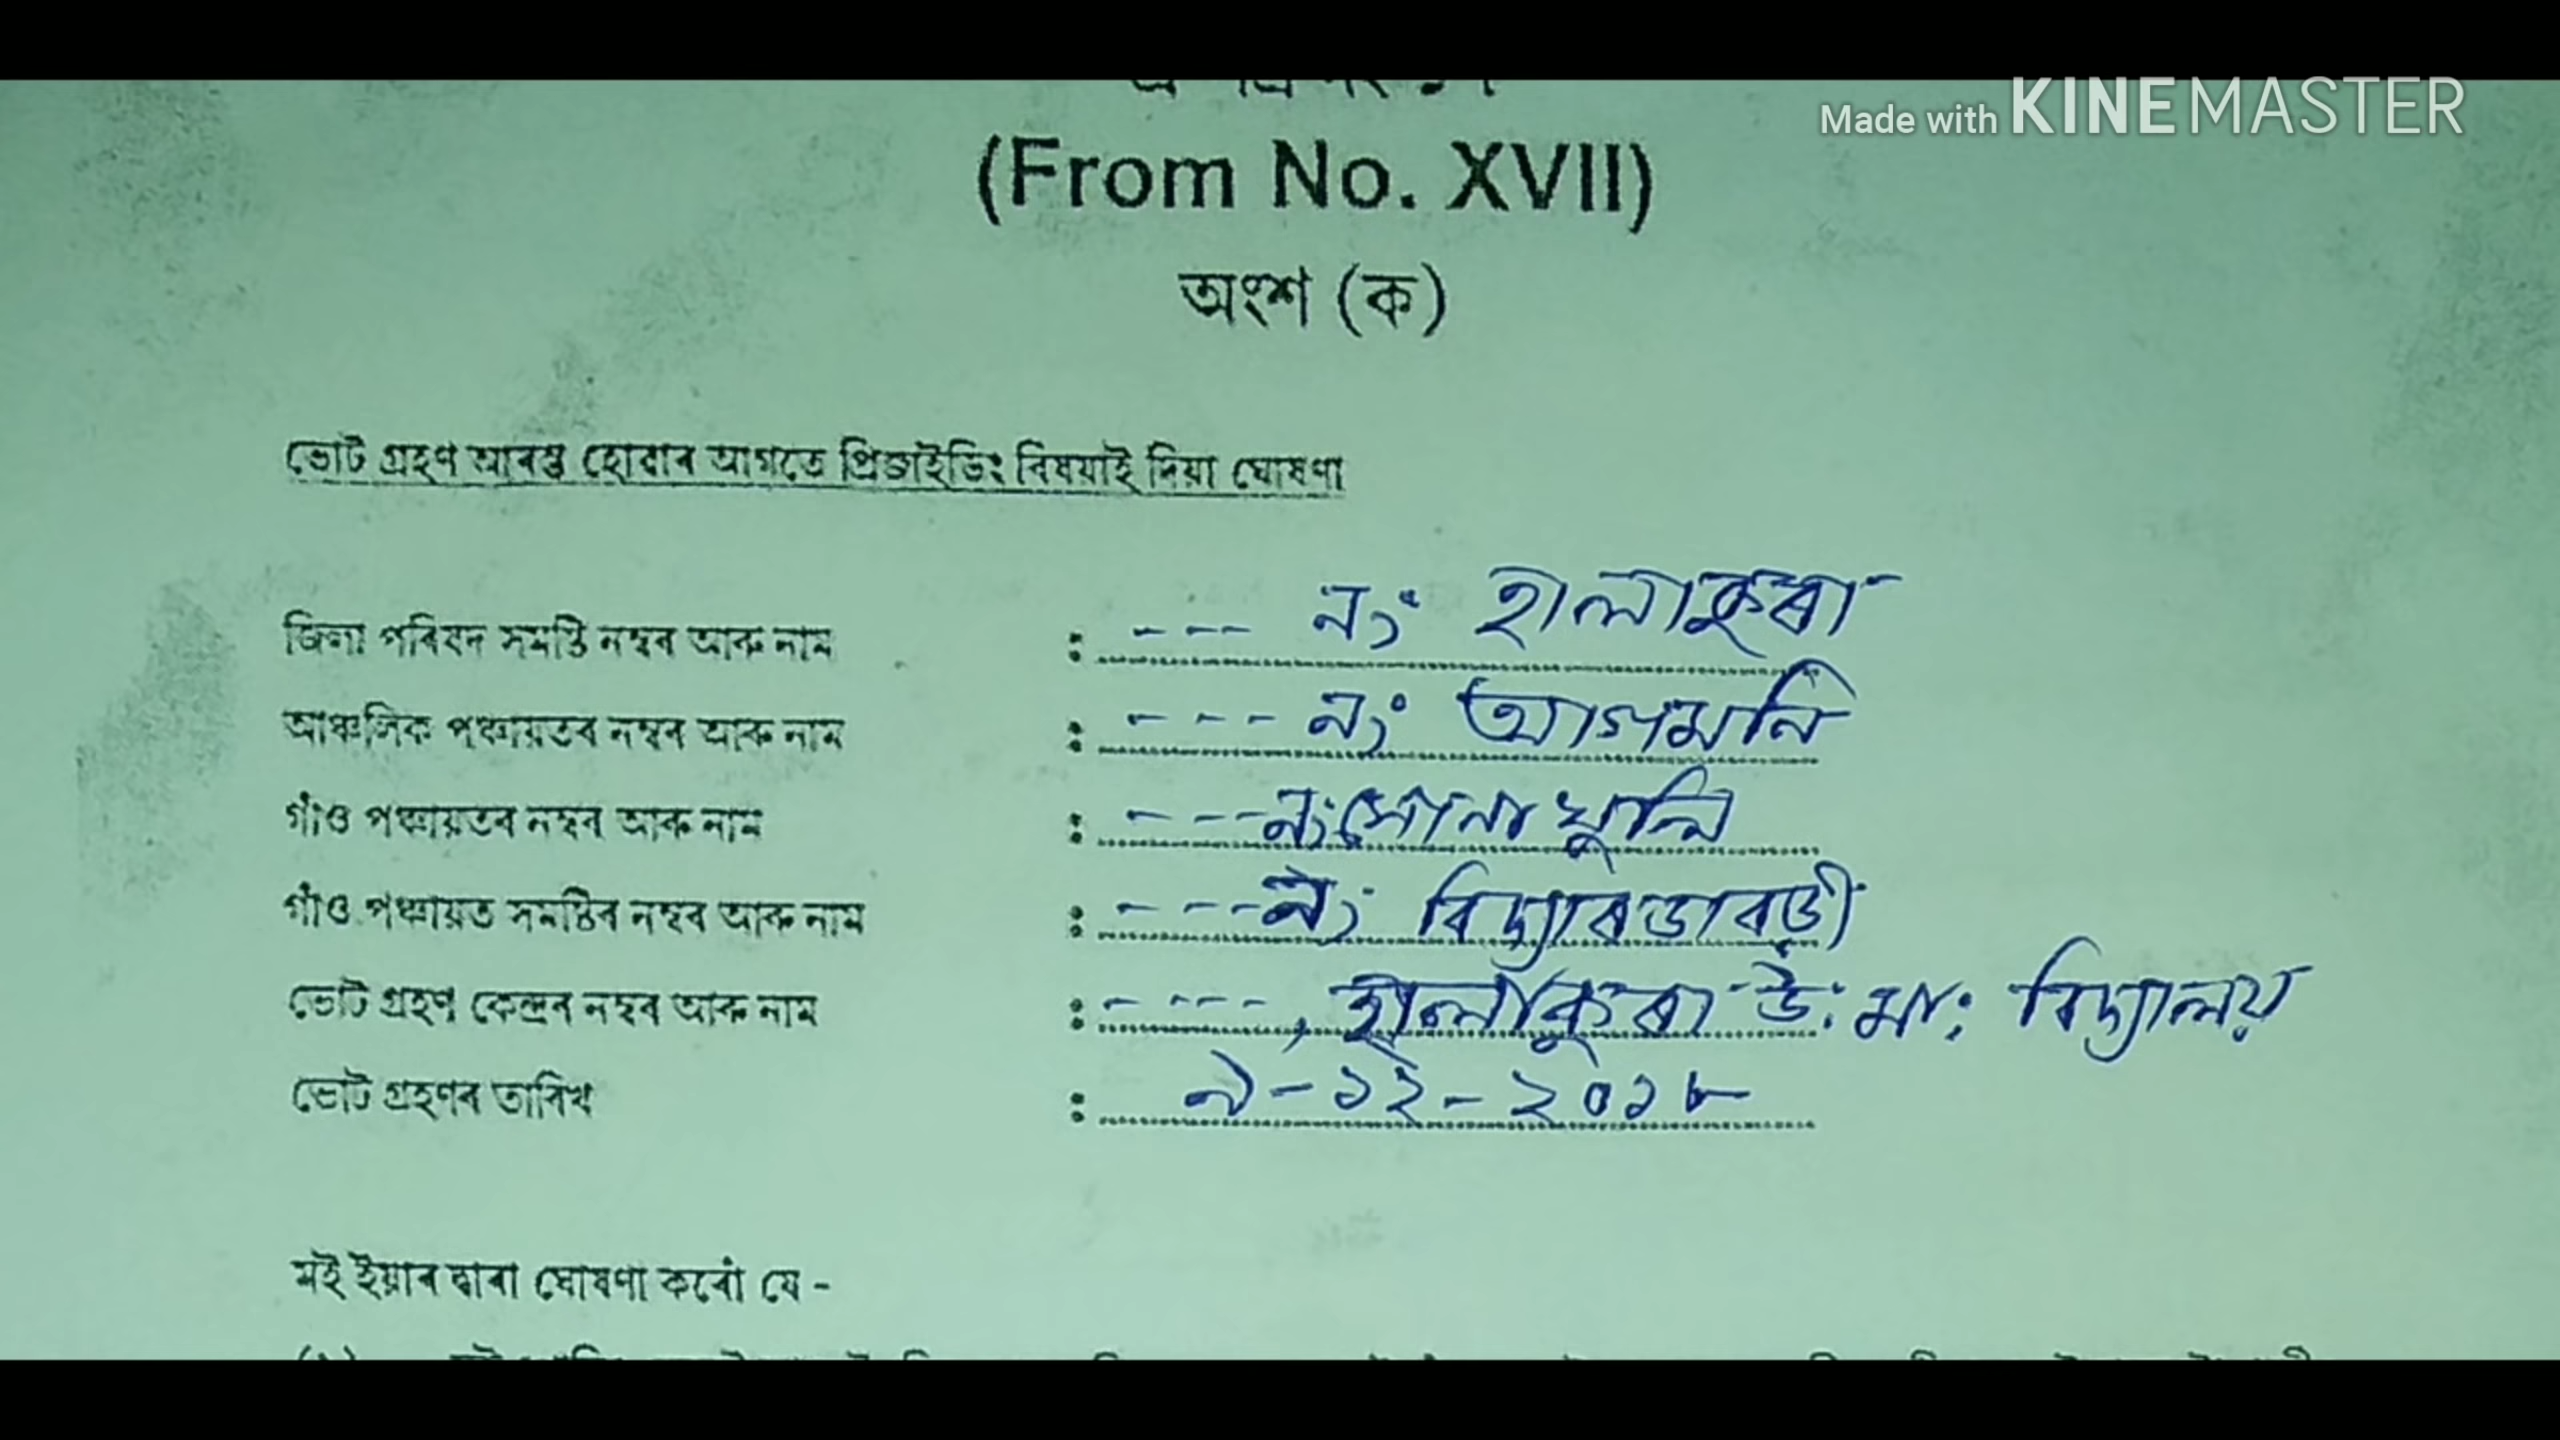 Made with KINEMASTER
(From No. XVII)
অংশ (ক)
ভোট গ্ৰহণ আৰম্ভ হোৱাৰ আগতে প্ৰিজাইডিং বিষয়াই দিয়া ঘোষণা
জিলা পৰিষদ সমষ্টি নম্বৰ আৰু নাম : --- নং হালাকুৰা
আঞ্চলিক পঞ্চায়তৰ নম্বৰ আৰু নাম : --- নং আগমনি
গাঁও পঞ্চায়তৰ নম্বৰ আৰু নাম : --- নং সোনাখুলি
গাঁও পঞ্চায়ত সমষ্টিৰ নম্বৰ আৰু নাম : --- নং
ভোট গ্ৰহণ কেন্দ্ৰৰ নম্বৰ আৰু নাম : ---, হালাকুৰা উঃ মাঃ বিদ্যালয়
ভোট গ্ৰহণৰ তাৰিখ : ৯-১২-২০১৮
মই ইয়াৰ দ্বাৰা ঘোষণা কৰোঁ যে -